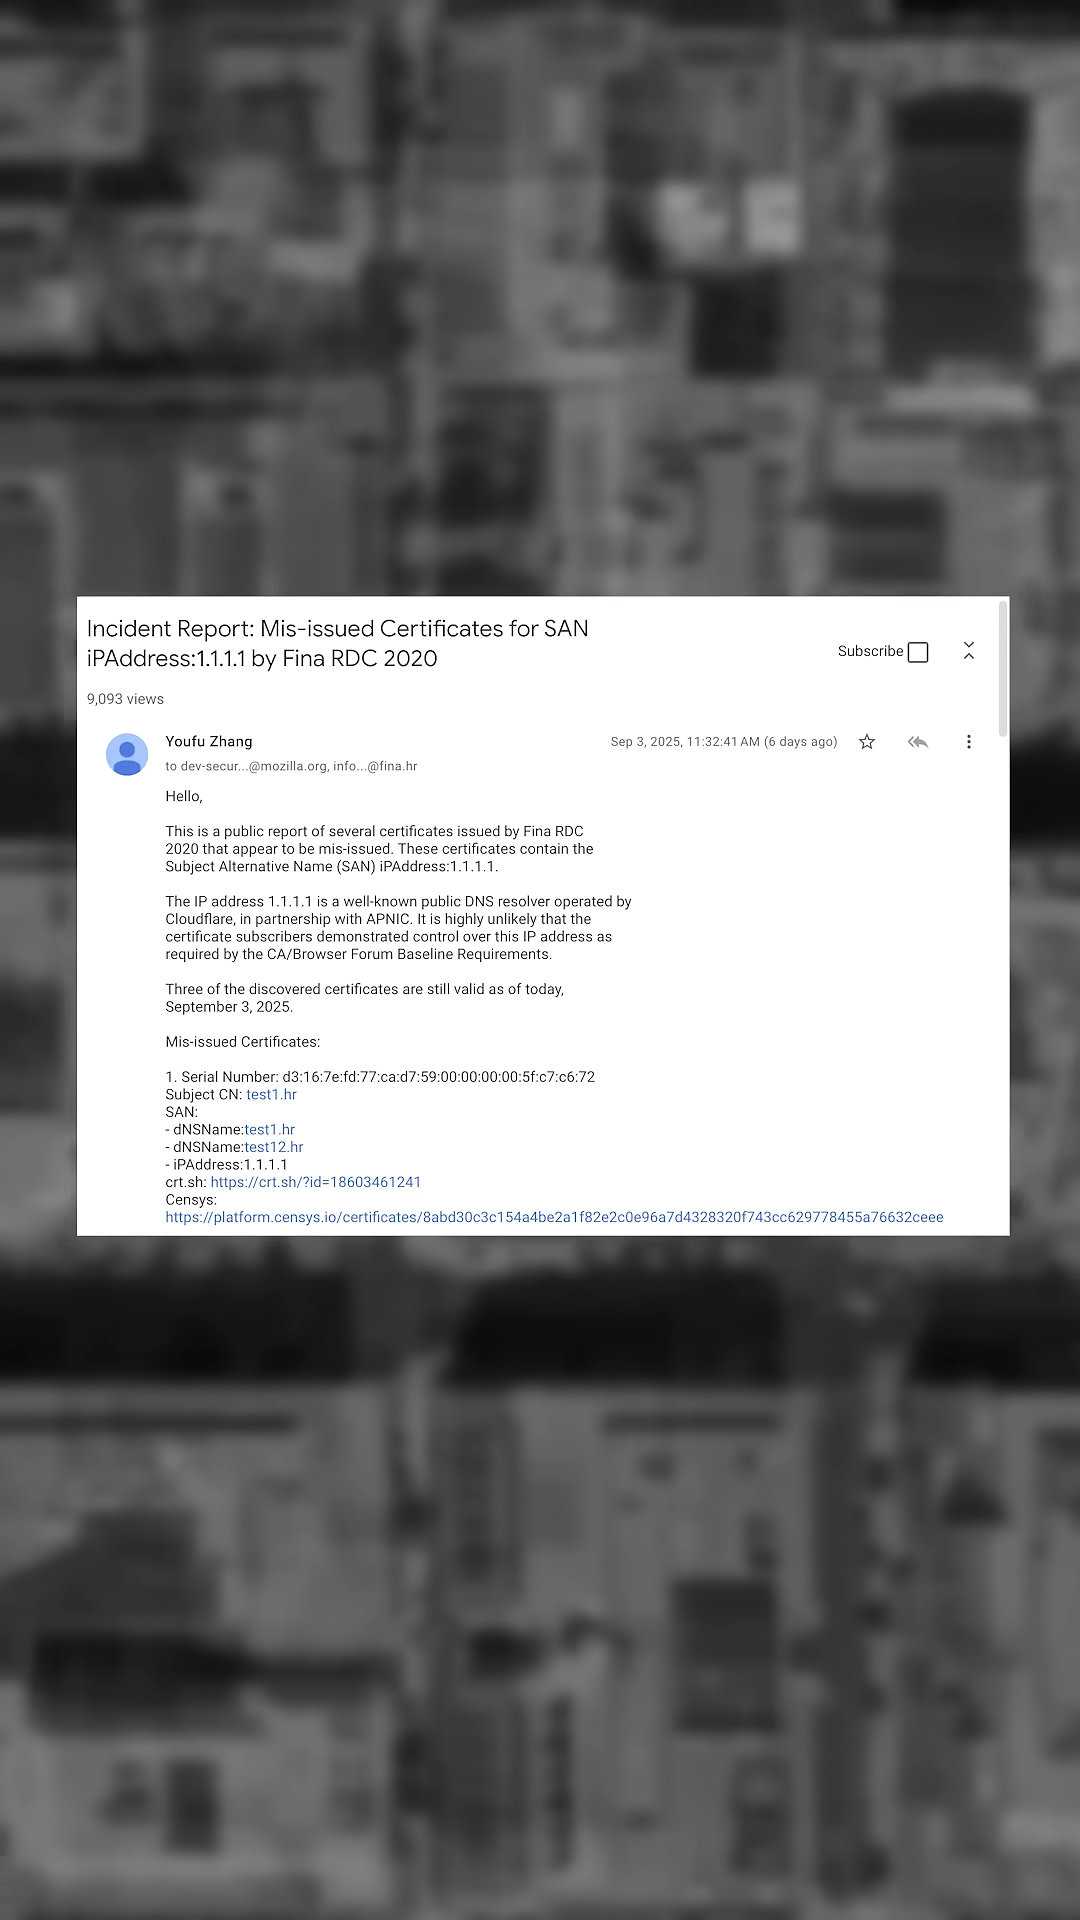 Incident Report: Mis-issued Certificates for SAN
iPAddress:1.1.1.1 by Fina RDC 2020
Subscribe
9,093 views
Youfu Zhang
Sep 3, 2025, 11:32:41 AM (6 days ago)
to dev-secur...@mozilla.org, info...@fina.hr
Hello,
This is a public report of several certificates issued by Fina RDC
2020 that appear to be mis-issued. These certificates contain the
Subject Alternative Name (SAN) iPAddress:1.1.1.1.
The IP address 1.1.1.1 is a well-known public DNS resolver operated by
Cloudflare, in partnership with APNIC. It is highly unlikely that the
certificate subscribers demonstrated control over this IP address as
required by the CA/Browser Forum Baseline Requirements.
Three of the discovered certificates are still valid as of today,
September 3, 2025.
Mis-issued Certificates:
1. Serial Number: d3:16:7e:fd:77:ca:d7:59:00:00:00:00:5f:c7:c6:72
Subject CN: test1.hr
SAN:
- dNSName:test1.hr
- dNSName:test12.hr
- iPAddress:1.1.1.1
crt.sh: https://crt.sh/?id=18603461241
Censys:
https://platform.censys.io/certificates/8abd30c3c154a4be2a1f82e2c0e96a7d4328320f743cc629778455a76632ceee